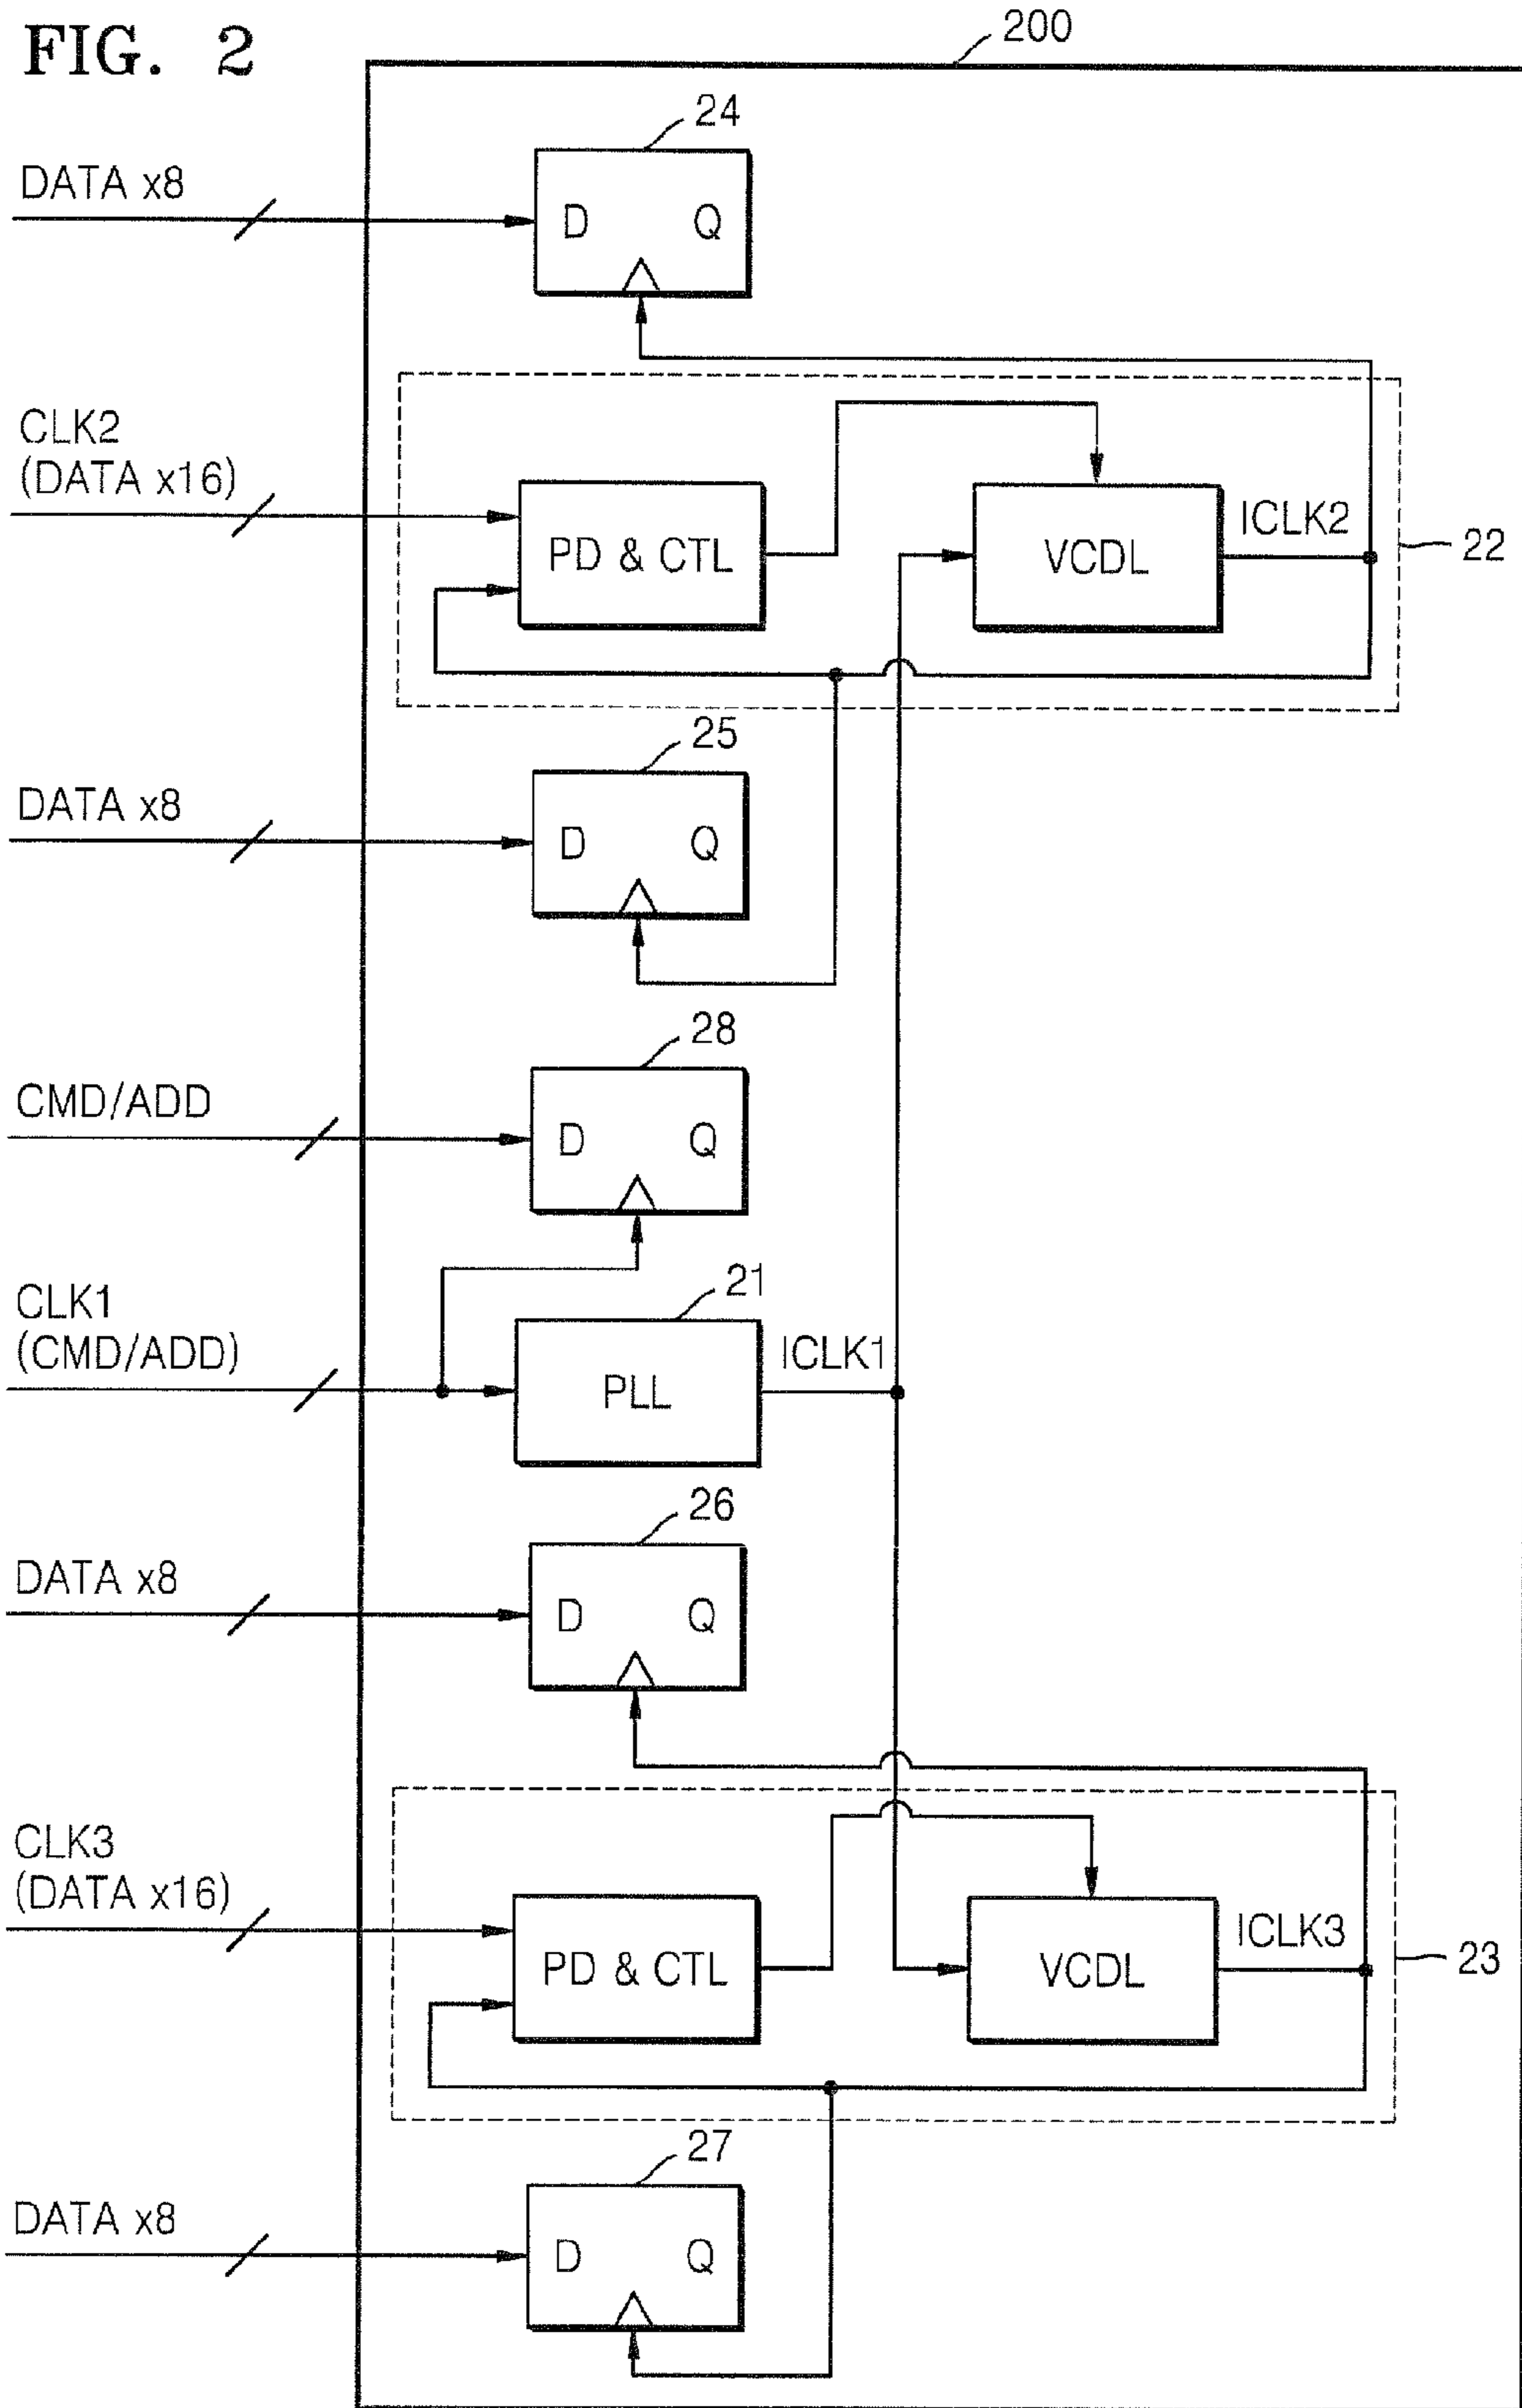 FIG. 2
200
24
DATA x8
D Q
CLK2
(DATA x16)
PD & CTL
VCDL
ICLK2
22
25
DATA x8
D Q
28
CMD/ADD
D Q
CLK1
(CMD/ADD)
21
PLL
ICLK1
26
DATA x8
D Q
CLK3
(DATA x16)
PD & CTL
VCDL
ICLK3
23
27
DATA x8
D Q